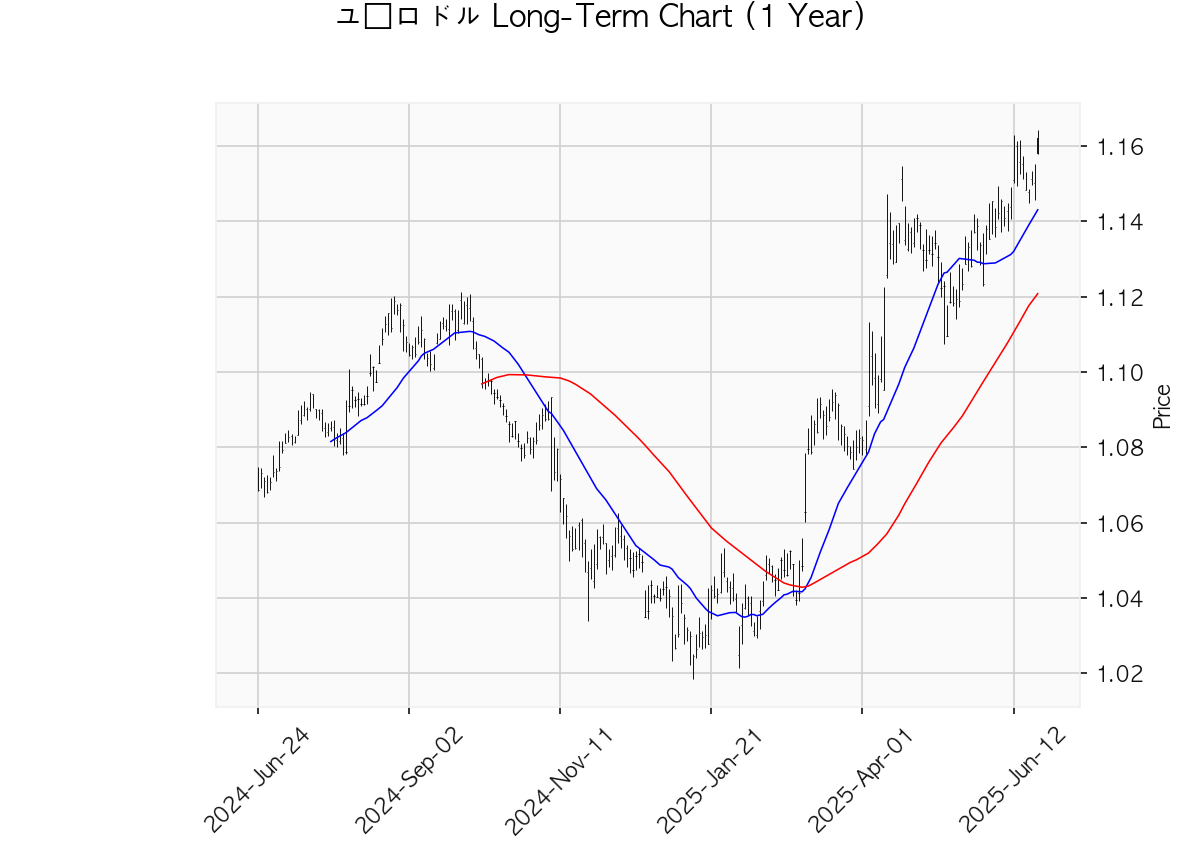 ユ□ロドル Long-Term Chart (1 Year)
1.16
1.14
1.12
1.10
1.08
1.06
1.04
1.02
Price
2024-Jun-24
2024-Sep-02
2024-Nov-11
2025-Jan-21
2025-Apr-01
2025-Jun-12